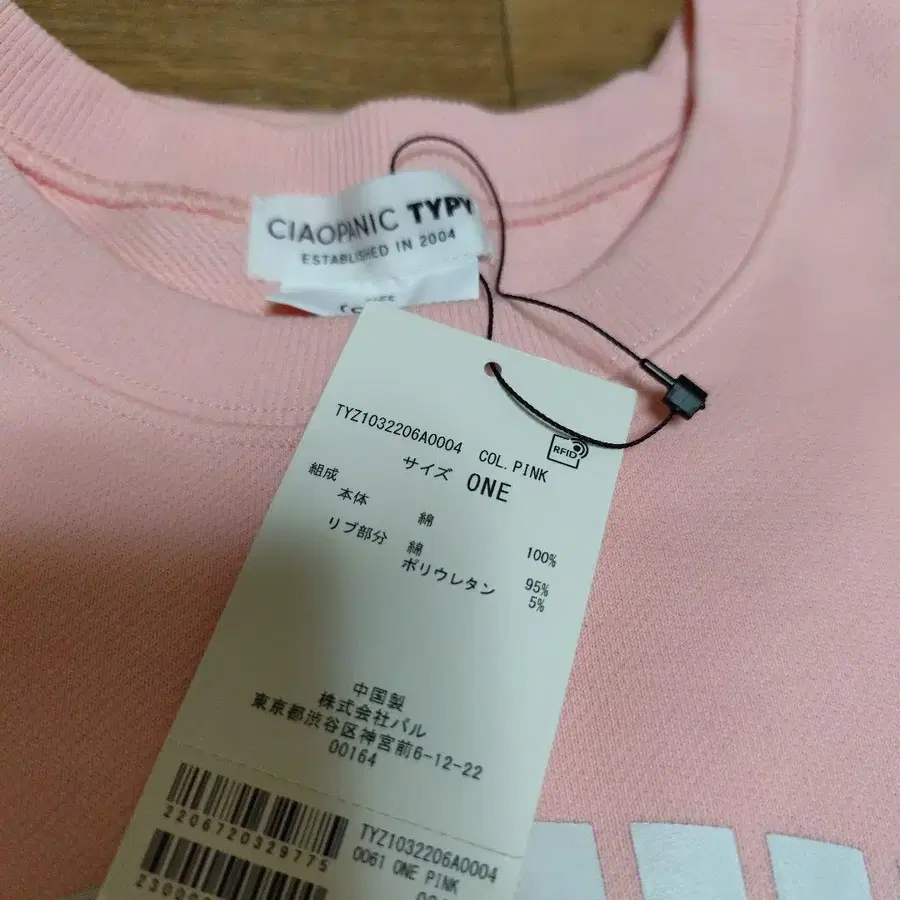 CIAOPANIC TYPY
ESTABLISHED IN 2004
TYZ1032206A0004 COL.PINK
RFID
サイズ ONE
組成
本体 綿 100%
リブ部分 綿 95%
ポリウレタン 5%
中国製
株式会社パル
東京都渋谷区神宮前6-12-22
00164
2206720329775
TYZ1032206A0004
0061 ONE PINK